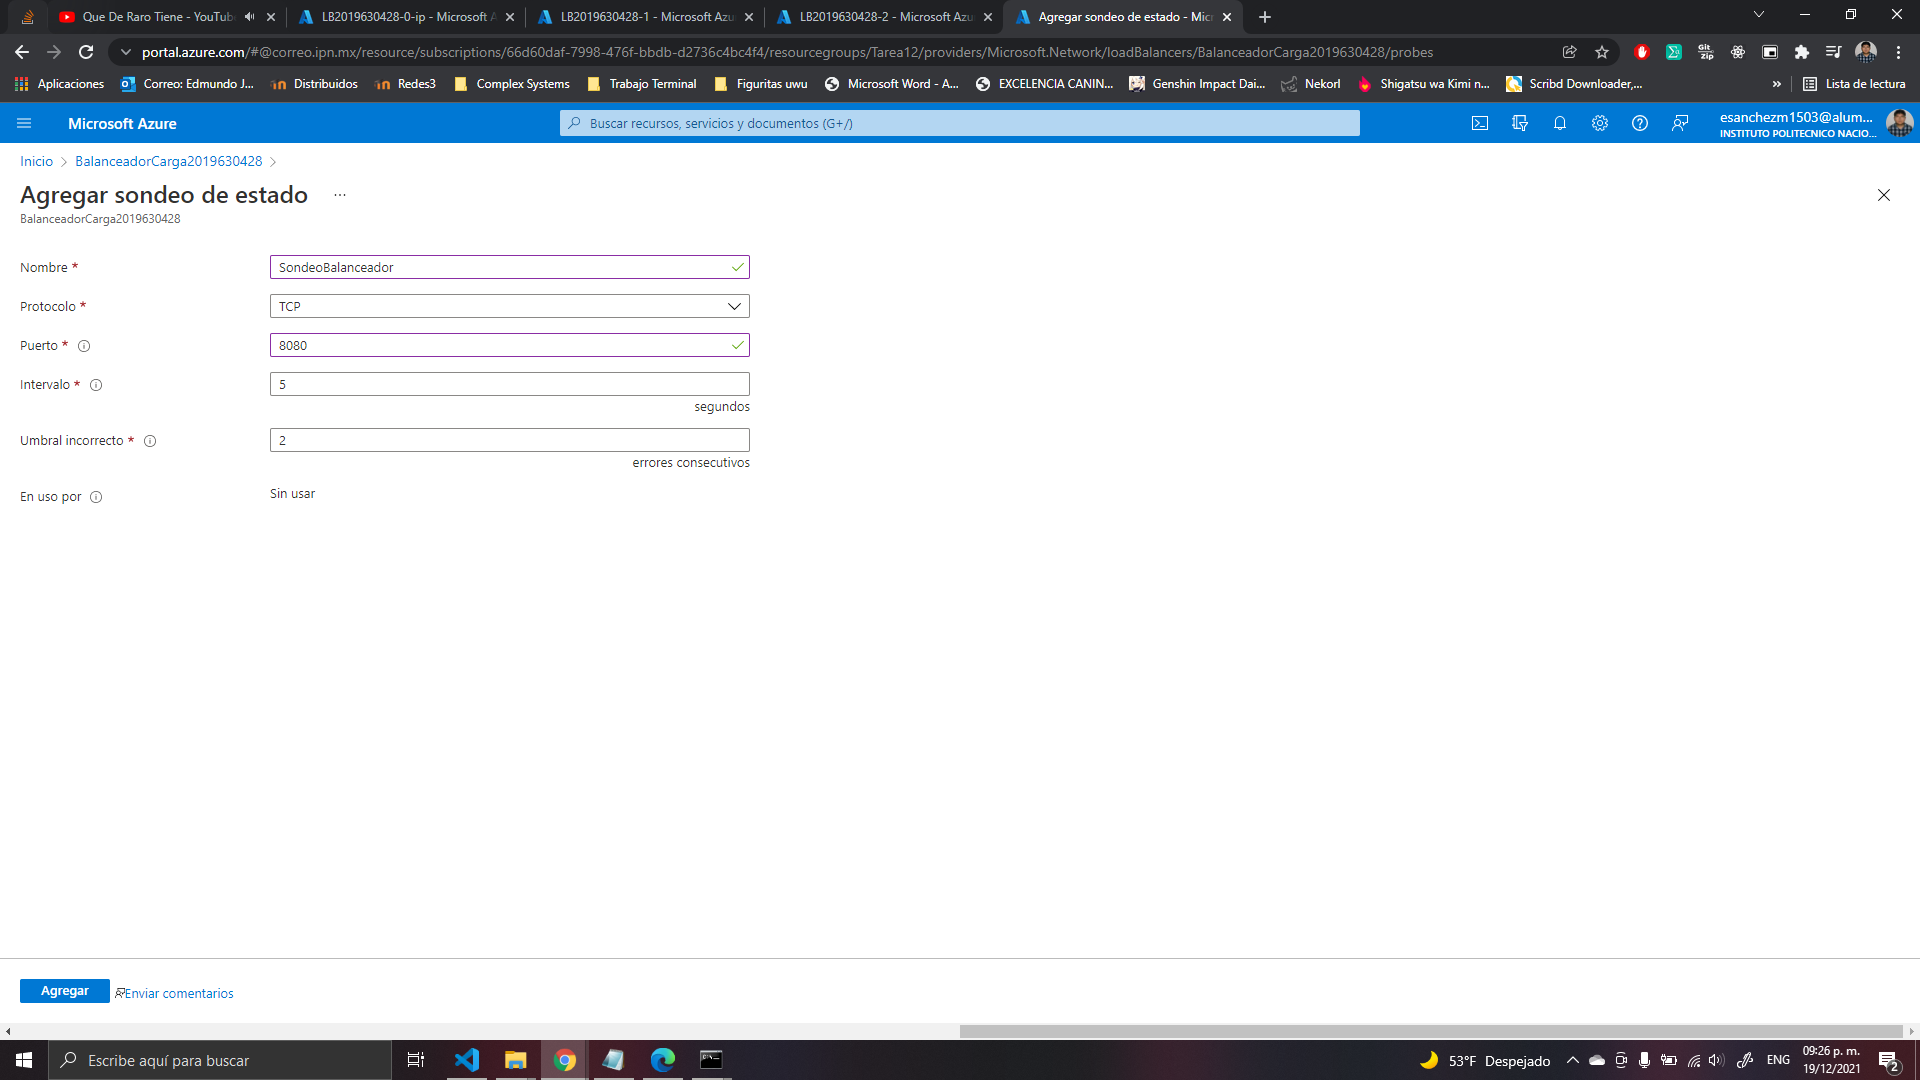 Que De Raro Tiene - YouTub
LB2019630428-0-ip - Microsoft A
LB2019630428-1 - Microsoft Azu
LB2019630428-2 - Microsoft Azu
Agregar sondeo de estado - Mic
portal.azure.com/#@correo.ipn.mx/resource/subscriptions/66d60daf-7998-476f-bbdb-d2736c4bc4f4/resourcegroups/Tarea12/providers/Microsoft.Network/loadBalancers/BalanceadorCarga2019630428/probes
Git
zip
Aplicaciones
Correo: Edmundo J...
Distribuidos
Redes3
Complex Systems
Trabajo Terminal
Figuritas uwu
Microsoft Word - A...
EXCELENCIA CANIN...
Genshin Impact Dai...
Nekorl
Shigatsu wa Kimi n...
Scribd Downloader,...
»
Lista de lectura
Microsoft Azure
Buscar recursos, servicios y documentos (G+/)
esanchezm1503@alum...
INSTITUTO POLITECNICO NACIO...
Inicio > BalanceadorCarga2019630428 >
Agregar sondeo de estado ...
BalanceadorCarga2019630428
Nombre *
SondeoBalanceador
Protocolo *
TCP
Puerto *
8080
Intervalo *
5
segundos
Umbral incorrecto *
2
errores consecutivos
En uso por
Sin usar
Agregar
Enviar comentarios
Escribe aquí para buscar
53°F Despejado
ENG
09:26 p. m.
19/12/2021
2